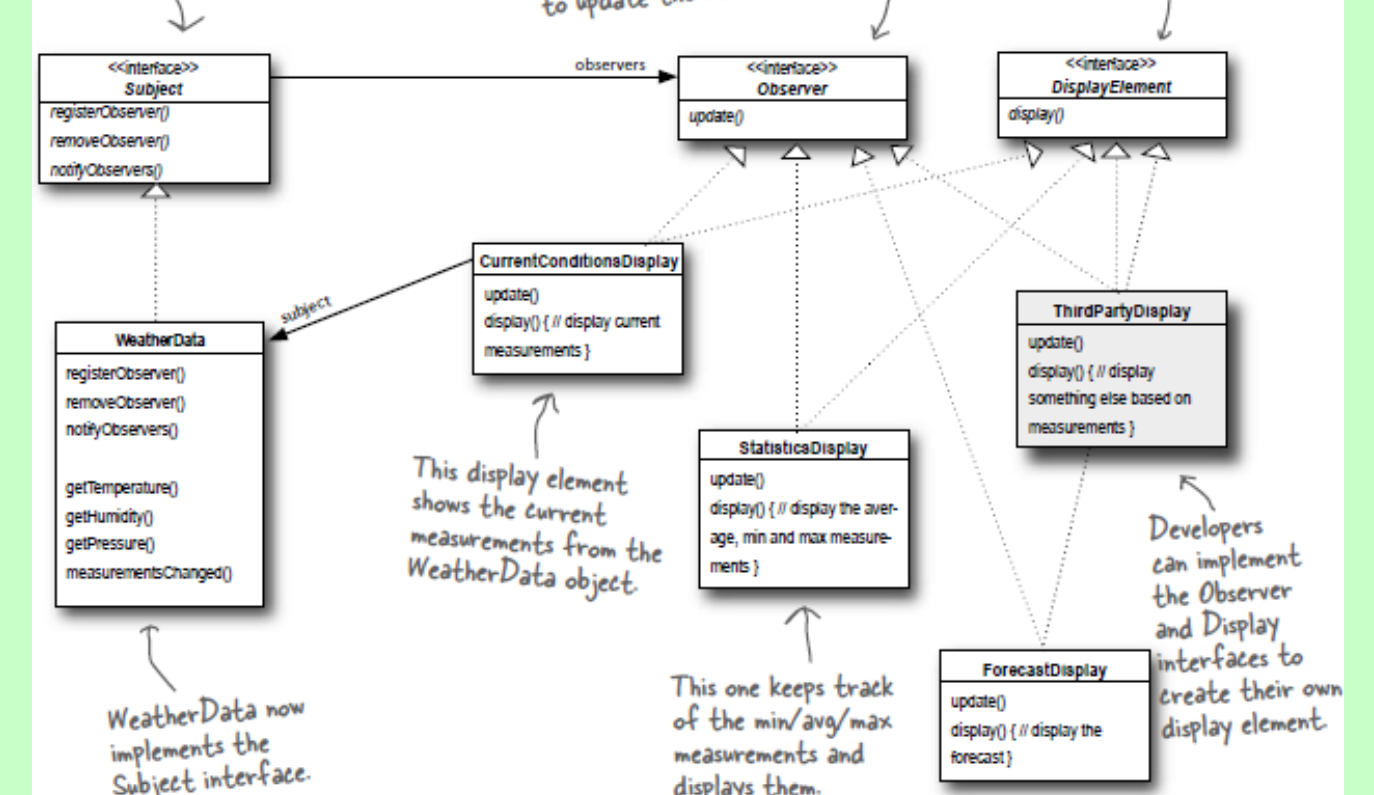 to update the
<<interface>>
Subject
registerObserver()
removeObserver()
notifyObservers()
observers
<<interface>>
Observer
update()
<<interface>>
DisplayElement
display()
CurrentConditionsDisplay
update()
display() { // display current
measurements }
subject
WeatherData
registerObserver()
removeObserver()
notifyObservers()
getTemperature()
getHumidity()
getPressure()
measurementsChanged()
ThirdPartyDisplay
update()
display() { // display
something else based on
measurements }
StatisticsDisplay
update()
display() { // display the aver-
age, min and max measure-
ments }
This display element
shows the current
measurements from the
WeatherData object.
Developers
can implement
the Observer
and Display
interfaces to
create their own
display element.
ForecastDisplay
update()
display() { // display the
forecast }
This one keeps track
of the min/avg/max
measurements and
displays them.
WeatherData now
implements the
Subject interface.